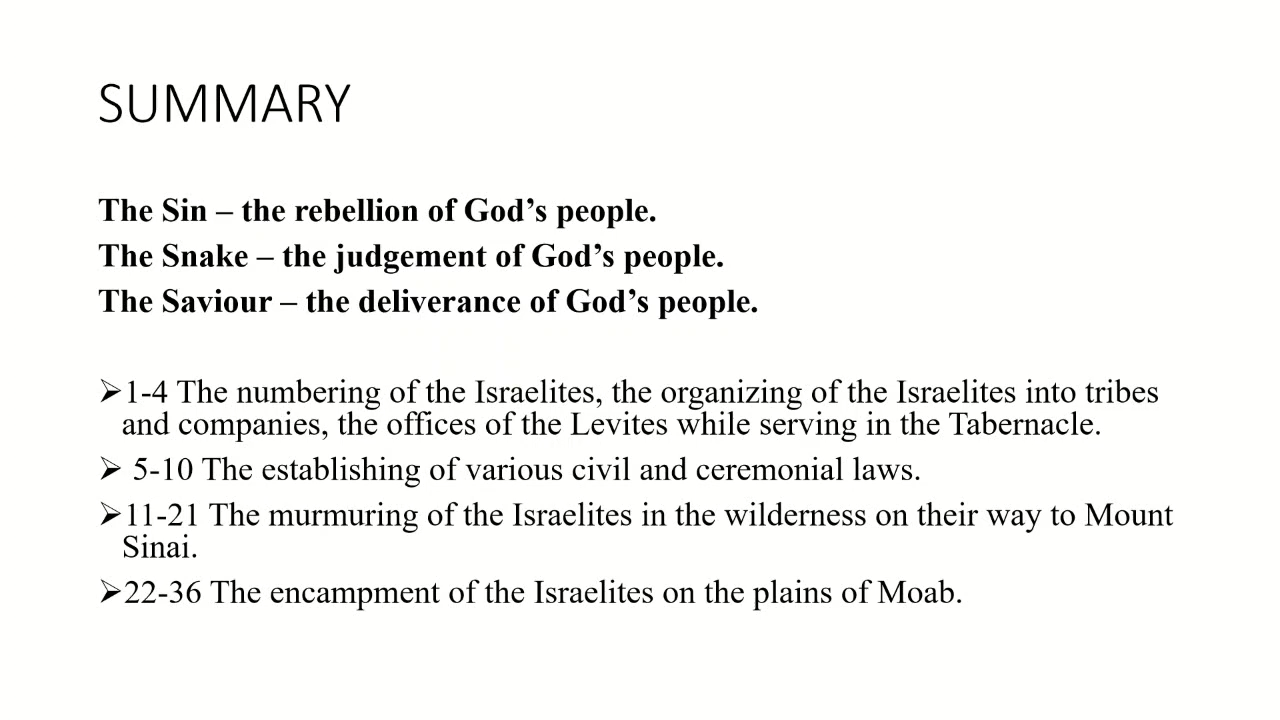 SUMMARY
The Sin – the rebellion of God’s people.
The Snake – the judgement of God’s people.
The Saviour – the deliverance of God’s people.
➢1-4 The numbering of the Israelites, the organizing of the Israelites into tribes
and companies, the offices of the Levites while serving in the Tabernacle.
➢ 5-10 The establishing of various civil and ceremonial laws.
➢11-21 The murmuring of the Israelites in the wilderness on their way to Mount
Sinai.
➢22-36 The encampment of the Israelites on the plains of Moab.